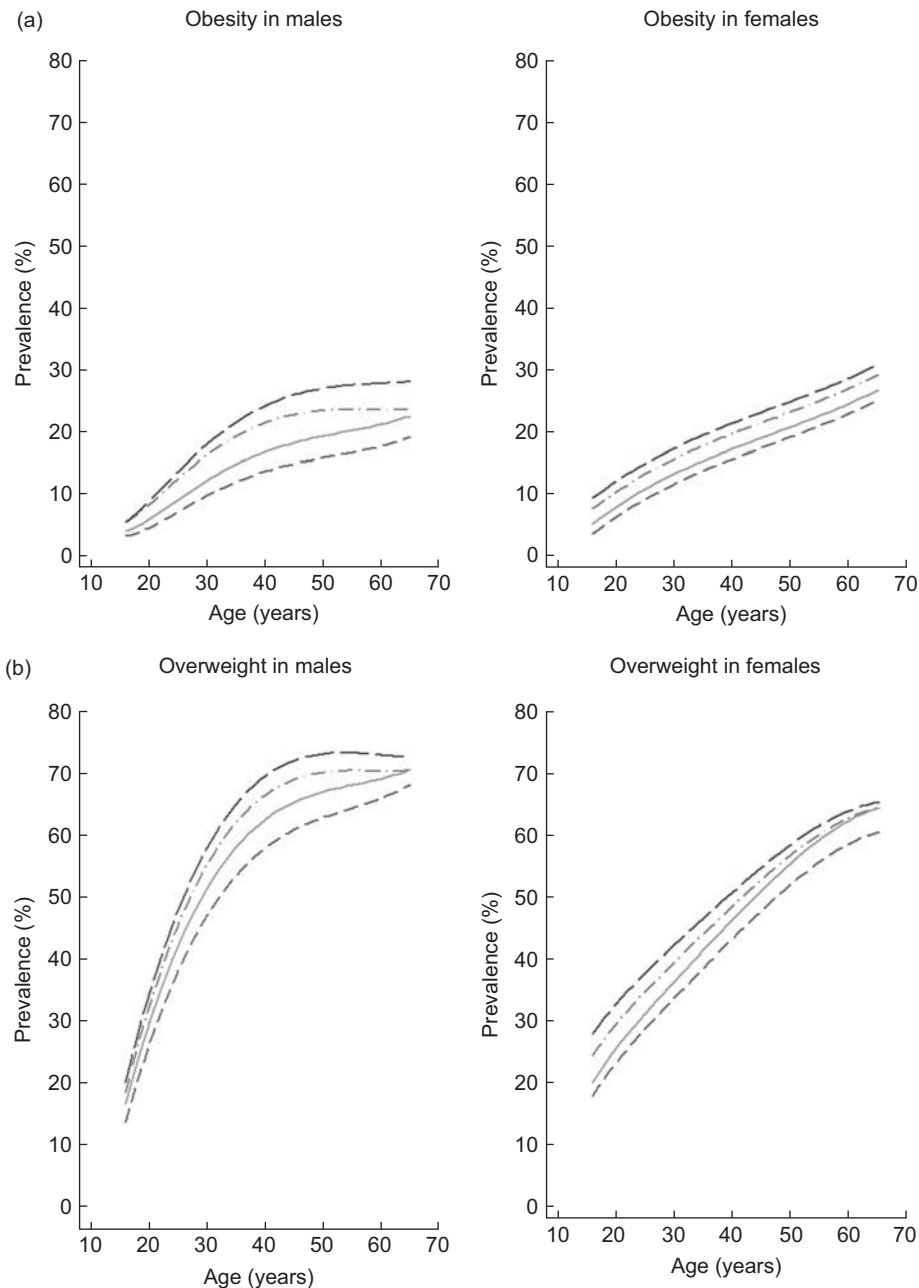 (a)
Obesity in males
Obesity in females
80
70
60
50
40
30
20
10
0
Prevalence (%)
10 20 30 40 50 60 70
Age (years)
80
70
60
50
40
30
20
10
0
Prevalence (%)
10 20 30 40 50 60 70
Age (years)
(b)
Overweight in males
Overweight in females
80
70
60
50
40
30
20
10
0
Prevalence (%)
10 20 30 40 50 60 70
Age (years)
80
70
60
50
40
30
20
10
0
Prevalence (%)
10 20 30 40 50 60 70
Age (years)